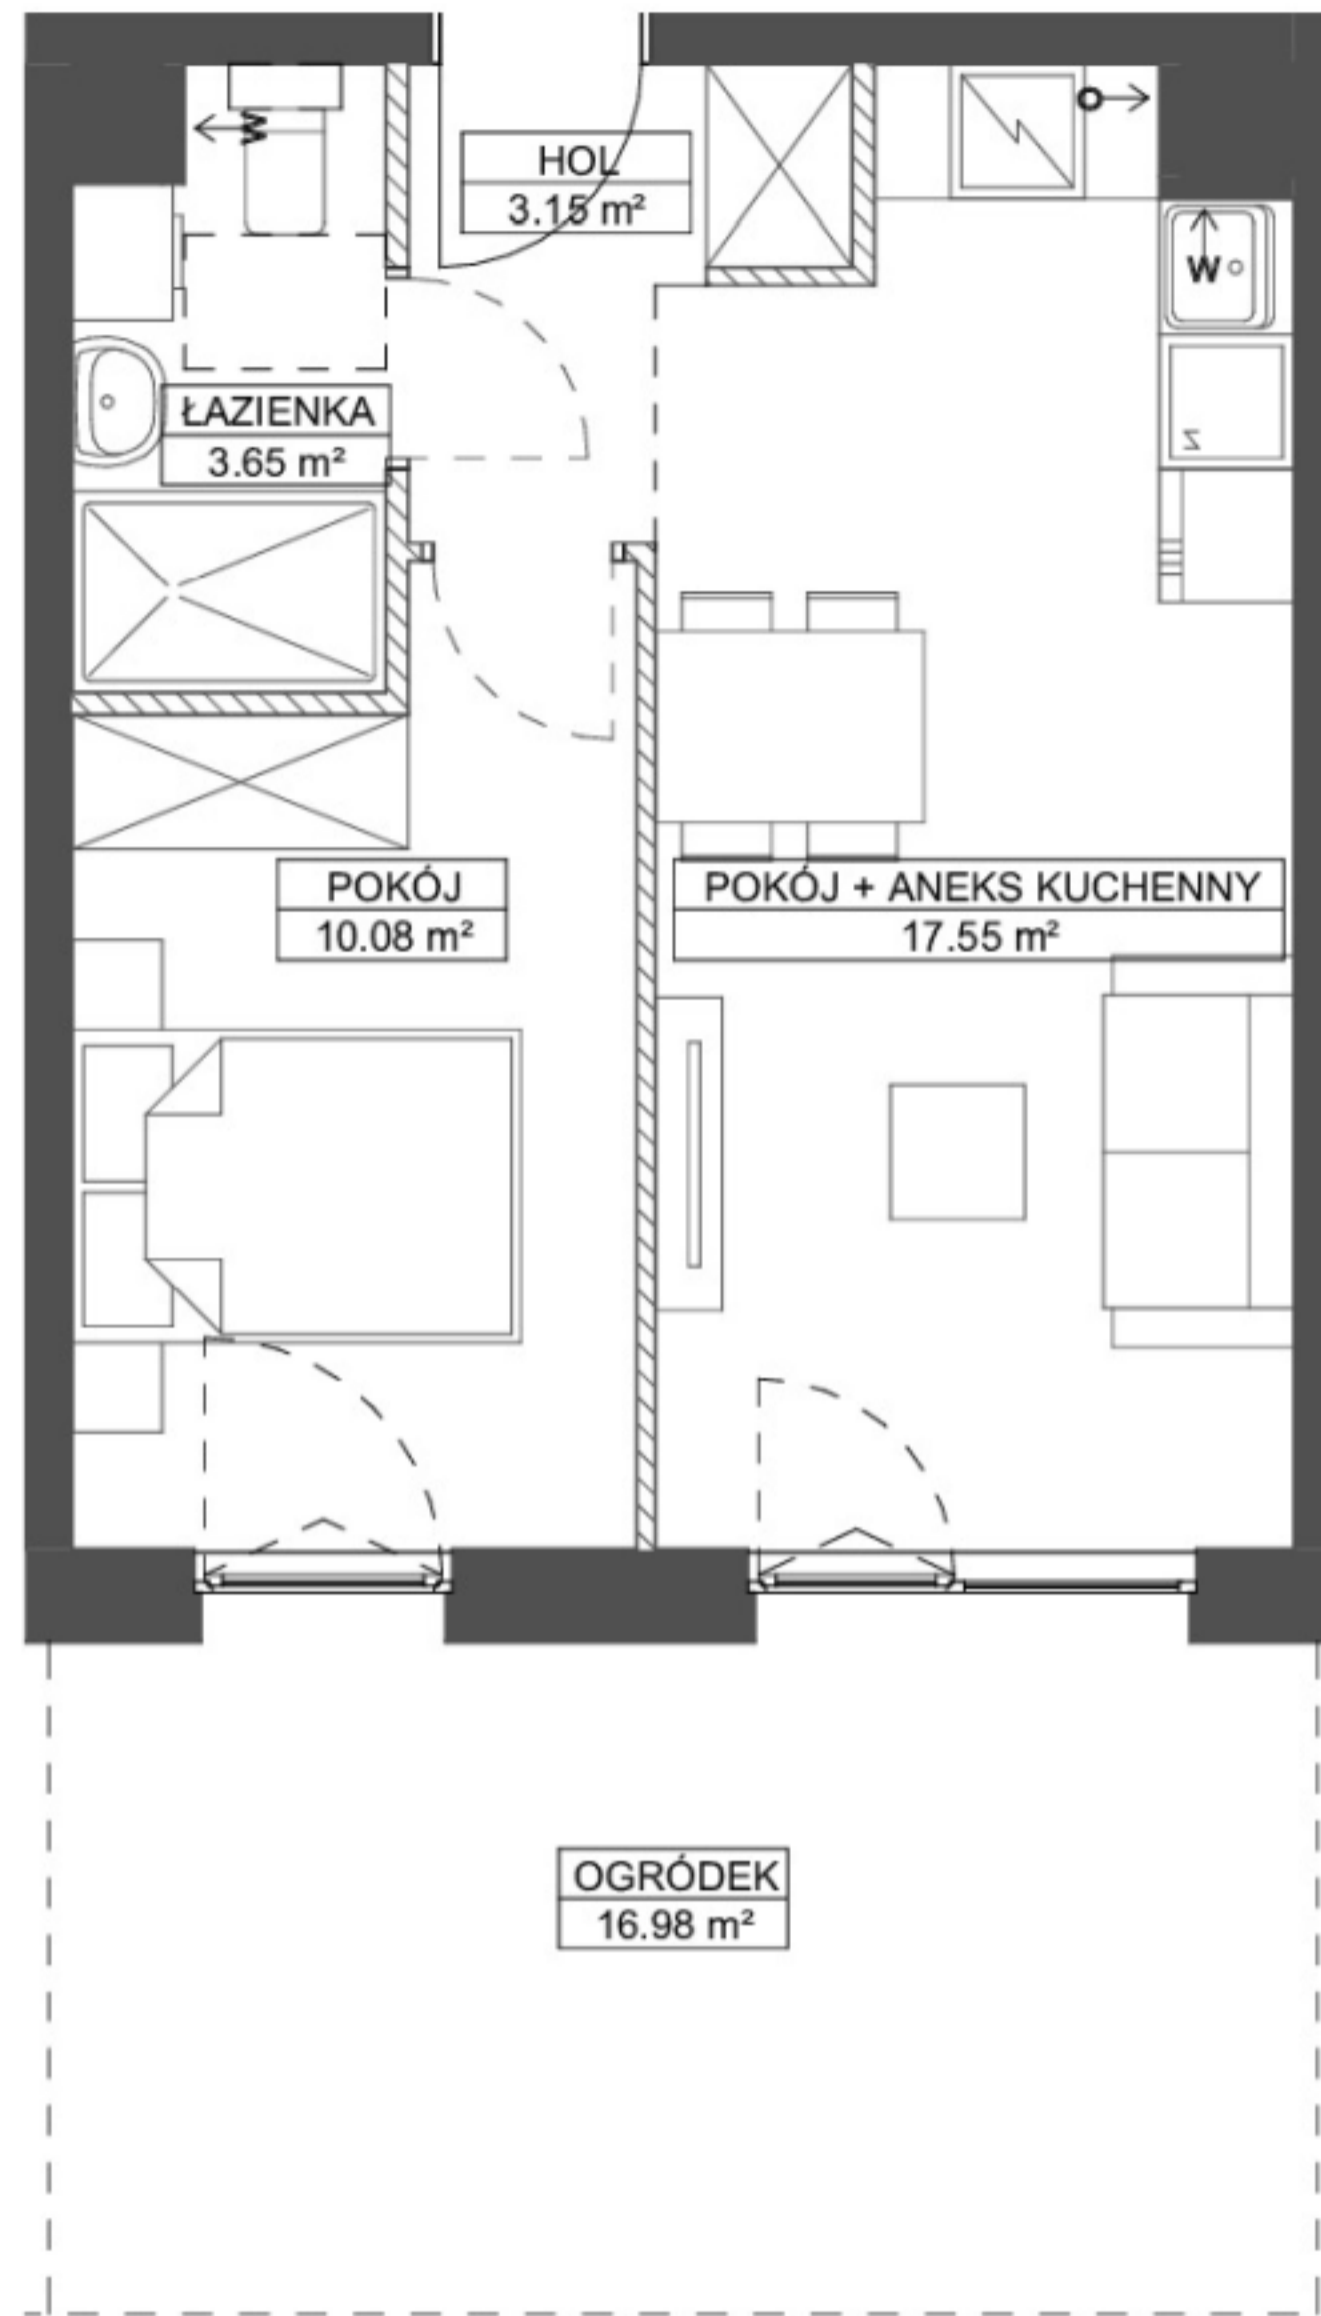 W
HOL
3.15 m²
W
ŁAZIENKA
3.65 m²
Z
POKÓJ
10.08 m²
POKÓJ + ANEKS KUCHENNY
17.55 m²
OGRÓDEK
16.98 m²